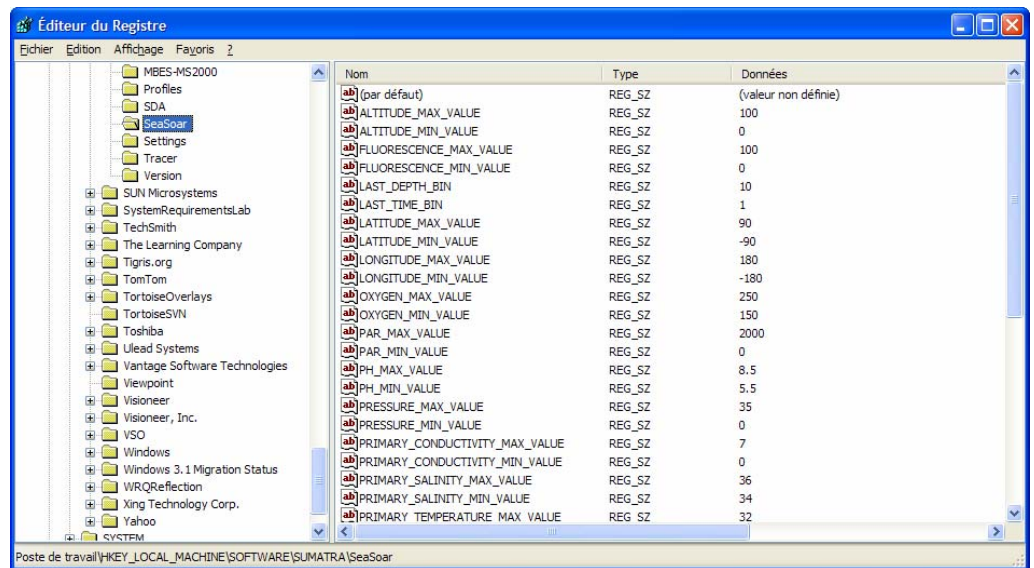 Éditeur du Registre
Fichier Edition Affichage Favoris ?
MBES-MS2000
Profiles
SDA
SeaSoar
Settings
Tracer
Version
SUN Microsystems
SystemRequirementsLab
TechSmith
The Learning Company
Tigris.org
TomTom
TortoiseOverlays
TortoiseSVN
Toshiba
Ulead Systems
Vantage Software Technologies
Viewpoint
Visioneer
Visioneer, Inc.
VSO
Windows
Windows 3.1 Migration Status
WRQReflection
Xing Technology Corp.
Yahoo
SYSTEM
Nom Type Données
(par défaut) REG_SZ (valeur non définie)
ALTITUDE_MAX_VALUE REG_SZ 100
ALTITUDE_MIN_VALUE REG_SZ 0
FLUORESCENCE_MAX_VALUE REG_SZ 100
FLUORESCENCE_MIN_VALUE REG_SZ 0
LAST_DEPTH_BIN REG_SZ 10
LAST_TIME_BIN REG_SZ 1
LATITUDE_MAX_VALUE REG_SZ 90
LATITUDE_MIN_VALUE REG_SZ -90
LONGITUDE_MAX_VALUE REG_SZ 180
LONGITUDE_MIN_VALUE REG_SZ -180
OXYGEN_MAX_VALUE REG_SZ 250
OXYGEN_MIN_VALUE REG_SZ 150
PAR_MAX_VALUE REG_SZ 2000
PAR_MIN_VALUE REG_SZ 0
PH_MAX_VALUE REG_SZ 8.5
PH_MIN_VALUE REG_SZ 5.5
PRESSURE_MAX_VALUE REG_SZ 35
PRESSURE_MIN_VALUE REG_SZ 0
PRIMARY_CONDUCTIVITY_MAX_VALUE REG_SZ 7
PRIMARY_CONDUCTIVITY_MIN_VALUE REG_SZ 0
PRIMARY_SALINITY_MAX_VALUE REG_SZ 36
PRIMARY_SALINITY_MIN_VALUE REG_SZ 34
PRIMARY_TEMPERATURE_MAX_VALUE REG_SZ 32
Poste de travail\HKEY_LOCAL_MACHINE\SOFTWARE\SUMATRA\SeaSoar